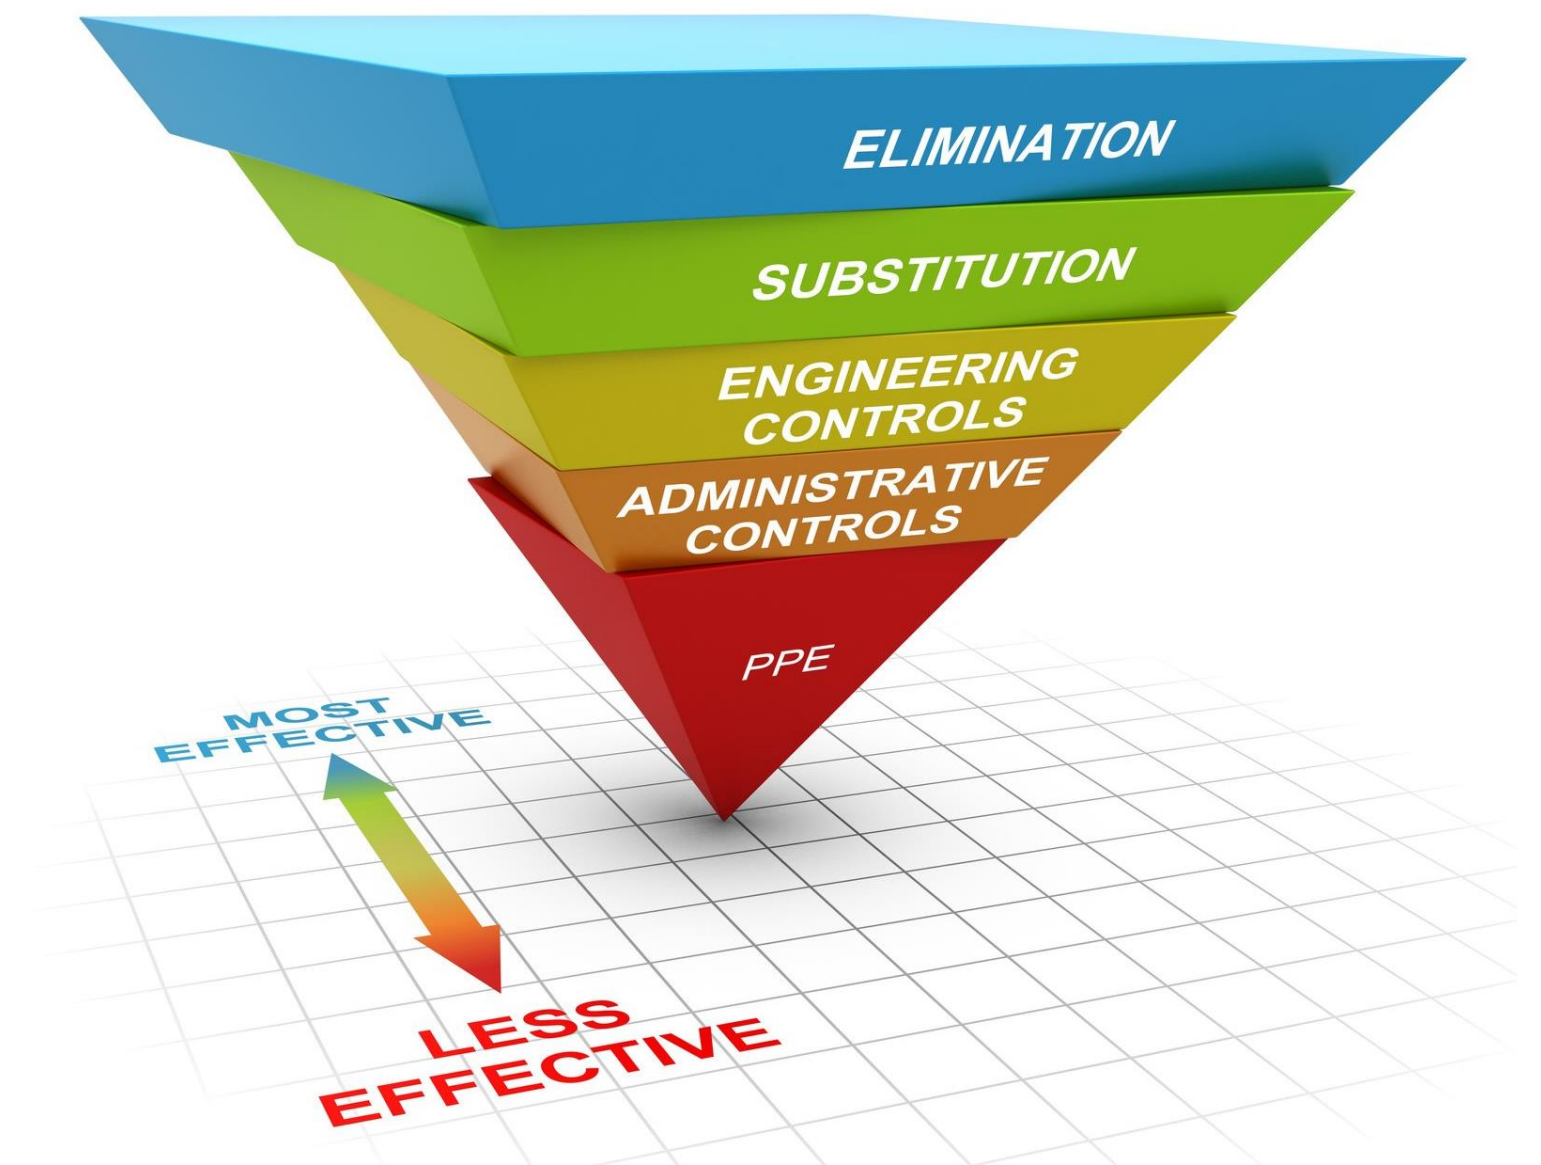 ELIMINATION
SUBSTITUTION
ENGINEERING
CONTROLS
ADMINISTRATIVE
CONTROLS
PPE
MOST
EFFECTIVE
LESS
EFFECTIVE